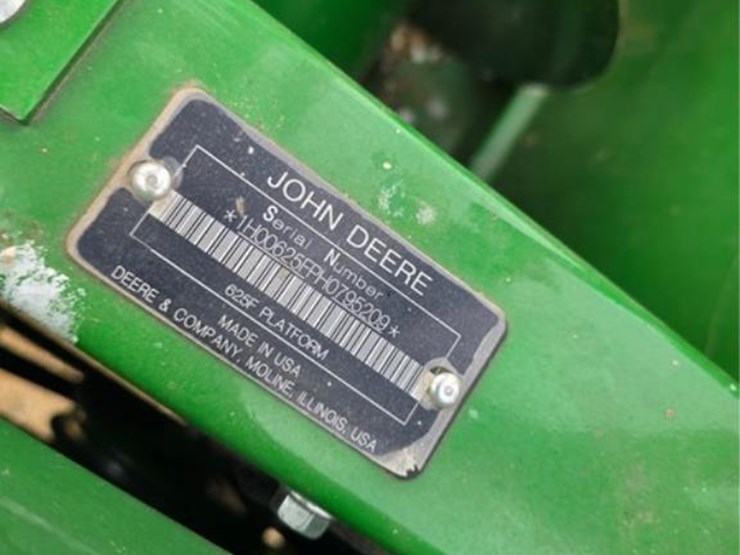 JOHN DEERE
Serial Number
*1H00625FPH0795209*
625F PLATFORM
MADE IN USA
DEERE & COMPANY, MOLINE, ILLINOIS, USA